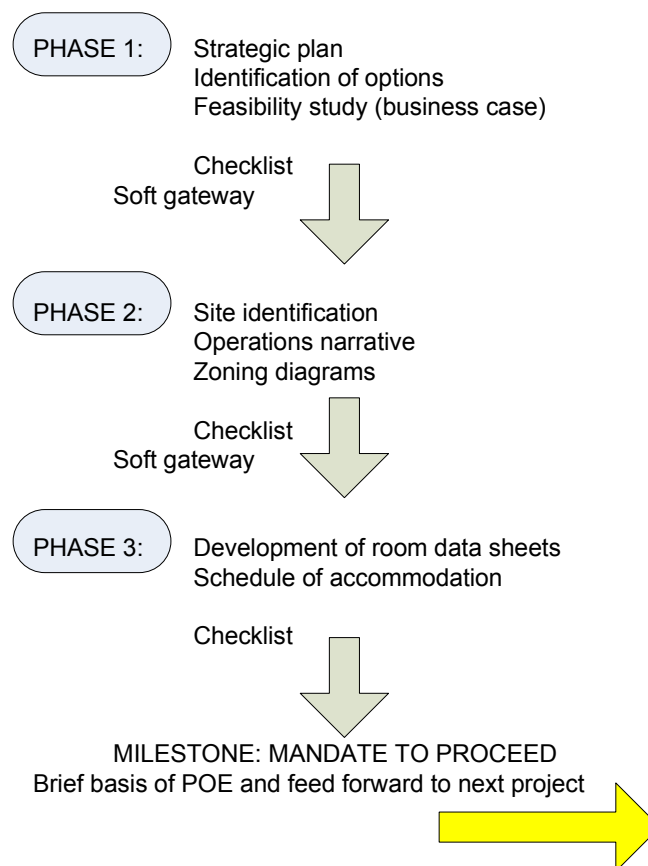 PHASE 1: Strategic plan
Identification of options
Feasibility study (business case)
Checklist
Soft gateway
PHASE 2: Site identification
Operations narrative
Zoning diagrams
Checklist
Soft gateway
PHASE 3: Development of room data sheets
Schedule of accommodation
Checklist
MILESTONE: MANDATE TO PROCEED
Brief basis of POE and feed forward to next project